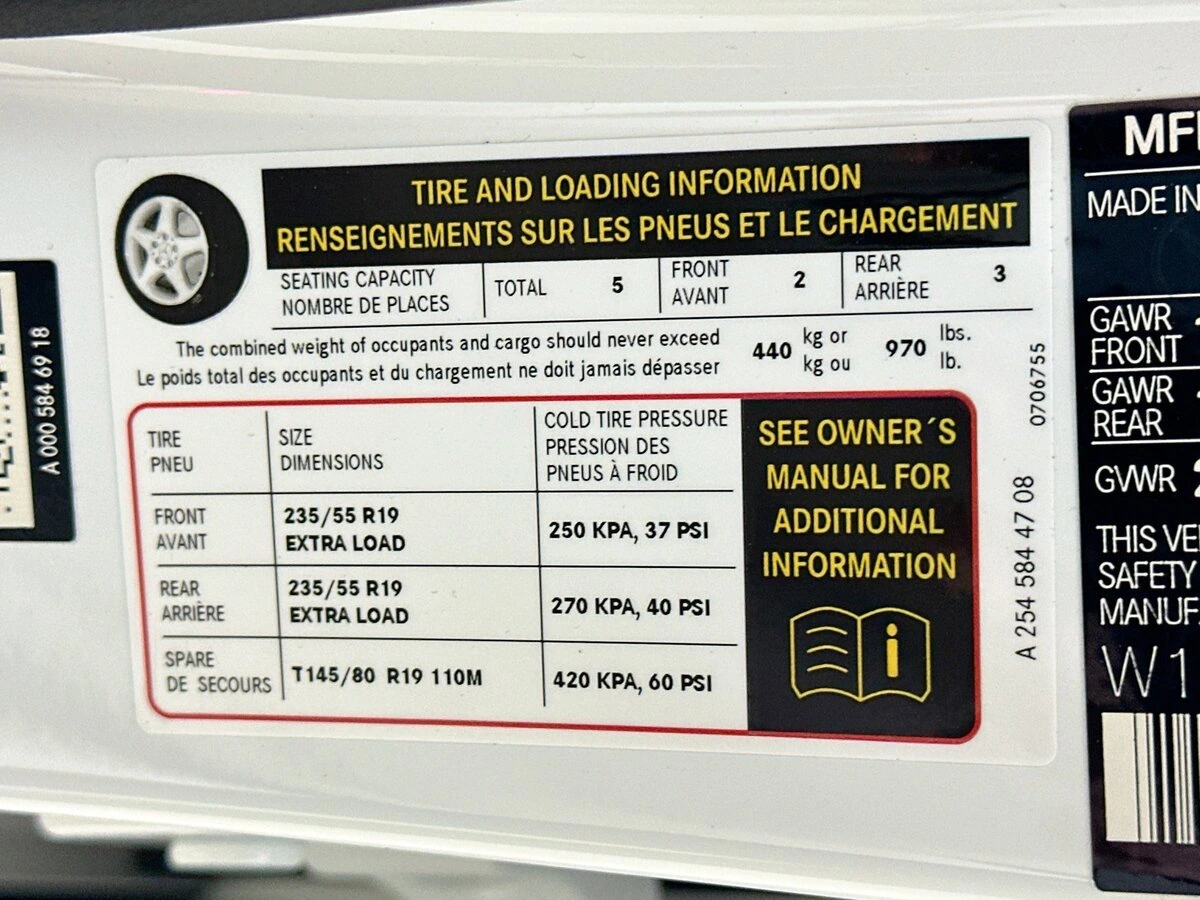 TIRE AND LOADING INFORMATION
RENSEIGNEMENTS SUR LES PNEUS ET LE CHARGEMENT
SEATING CAPACITY
NOMBRE DE PLACES
TOTAL 5
FRONT
AVANT
2
REAR
ARRIÈRE
3
The combined weight of occupants and cargo should never exceed
Le poids total des occupants et du chargement ne doit jamais dépasser
440 kg or
kg ou
970 lbs.
lb.
TIRE
PNEU
SIZE
DIMENSIONS
COLD TIRE PRESSURE
PRESSION DES
PNEUS À FROID
FRONT
AVANT
235/55 R19
EXTRA LOAD
250 KPA, 37 PSI
REAR
ARRIÈRE
235/55 R19
EXTRA LOAD
270 KPA, 40 PSI
SPARE
DE SECOURS
T145/80 R19 110M
420 KPA, 60 PSI
SEE OWNER´S
MANUAL FOR
ADDITIONAL
INFORMATION
0706755
A 254 584 47 08
A 000 584 69 18
MADE IN
GAWR
FRONT
GAWR
REAR
GVWR
THIS
SAFETY
W1